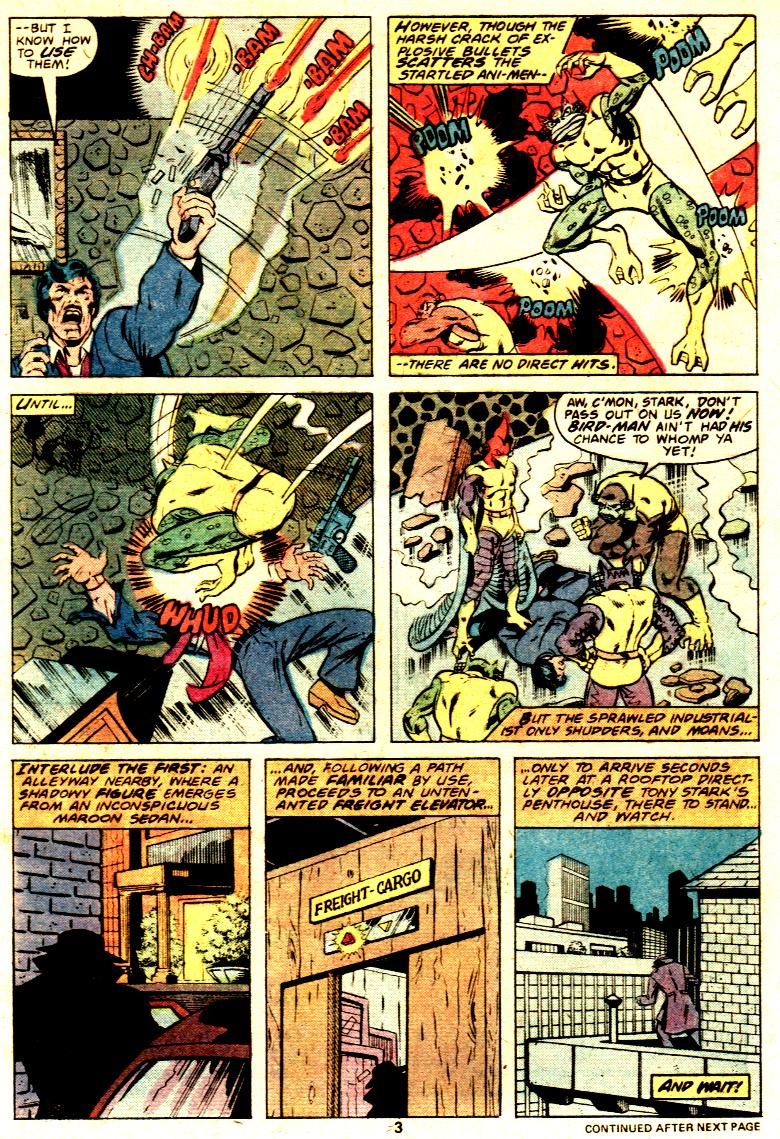 --BUT I
KNOW HOW
TO USE
THEM!
CH-BAM
-BAM
-BAM
-BAM
HOWEVER, THOUGH THE
HARSH CRACK OF EX-
PLOSIVE BULLETS
SCATTERS THE
STARTLED ANI-MEN--
POOM
POOM
POOM
POOM
--THERE ARE NO DIRECT HITS.
UNTIL...
WHUD
AW, C'MON, STARK, DON'T
PASS OUT ON US NOW!
BIRD-MAN AIN'T HAD HIS
CHANCE TO WHOMP YA
YET!
BUT THE SPRAWLED INDUSTRIAL-
IST ONLY SHUDDERS, AND MOANS...
INTERLUDE THE FIRST: AN
ALLEYWAY NEARBY, WHERE A
SHADOWY FIGURE EMERGES
FROM AN INCONSPICUOUS
MAROON SEDAN...
...AND, FOLLOWING A PATH
MADE FAMILIAR BY USE,
PROCEEDS TO AN UNTEN-
ANTED FREIGHT ELEVATOR...
FREIGHT-CARGO
...ONLY TO ARRIVE SECONDS
LATER AT A ROOFTOP DIRECT-
LY OPPOSITE TONY STARK'S
PENTHOUSE, THERE TO STAND...
AND WATCH.
AND WAIT!
3
CONTINUED AFTER NEXT PAGE